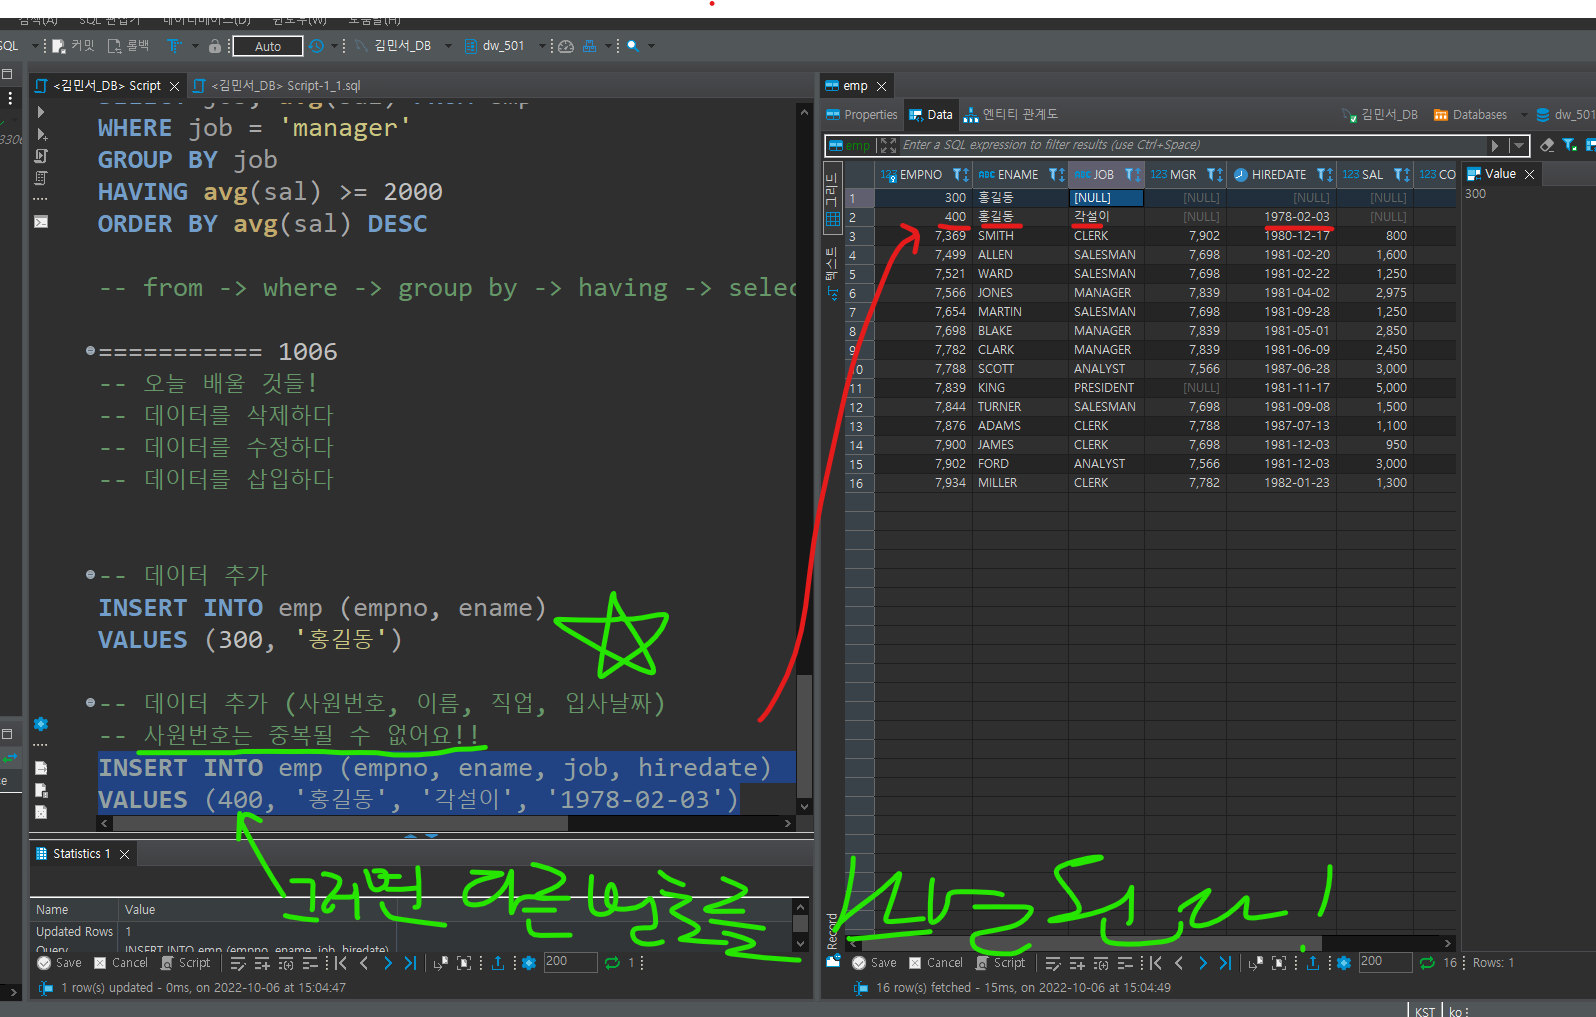 SQL 커밋 롤백 Auto 김민서_DB dw_501
<김민서_DB> Script <김민서_DB> Script-1_1.sql
WHERE job = 'manager'
GROUP BY job
HAVING avg(sal) >= 2000
ORDER BY avg(sal) DESC
-- from -> where -> group by -> having -> selec
=========== 1006
-- 오늘 배울 것들!
-- 데이터를 삭제하다
-- 데이터를 수정하다
-- 데이터를 삽입하다
-- 데이터 추가
INSERT INTO emp (empno, ename)
VALUES (300, '홍길동')
-- 데이터 추가 (사원번호, 이름, 직업, 입사날짜)
-- 사원번호는 중복될 수 없어요!!
INSERT INTO emp (empno, ename, job, hiredate)
VALUES (400, '홍길동', '각설이', '1978-02-03')
Statistics 1
Name Value
Updated Rows 1
Query INSERT INTO emp (empno, ename, job, hiredate)
Save Cancel Script 200 1
1 row(s) updated - 0ms, on 2022-10-06 at 15:04:47
emp
Properties Data 엔티티 관계도 김민서_DB Databases dw_501
emp Enter a SQL expression to filter results (use Ctrl+Space)
그리드
텍스트
Record
123 EMPNO ABC ENAME ABC JOB 123 MGR HIREDATE 123 SAL 123 CO
1 300 홍길동 [NULL] [NULL] [NULL] [NULL]
2 400 홍길동 각설이 [NULL] 1978-02-03 [NULL]
3 7,369 SMITH CLERK 7,902 1980-12-17 800
4 7,499 ALLEN SALESMAN 7,698 1981-02-20 1,600
5 7,521 WARD SALESMAN 7,698 1981-02-22 1,250
6 7,566 JONES MANAGER 7,839 1981-04-02 2,975
7 7,654 MARTIN SALESMAN 7,698 1981-09-28 1,250
8 7,698 BLAKE MANAGER 7,839 1981-05-01 2,850
9 7,782 CLARK MANAGER 7,839 1981-06-09 2,450
10 7,788 SCOTT ANALYST 7,566 1987-06-28 3,000
11 7,839 KING PRESIDENT [NULL] 1981-11-17 5,000
12 7,844 TURNER SALESMAN 7,698 1981-09-08 1,500
13 7,876 ADAMS CLERK 7,788 1987-07-13 1,100
14 7,900 JAMES CLERK 7,698 1981-12-03 950
15 7,902 FORD ANALYST 7,566 1981-12-03 3,000
16 7,934 MILLER CLERK 7,782 1982-01-23 1,300
Value
300
Save Cancel Script 200 16 Rows: 1
16 row(s) fetched - 15ms, on 2022-10-06 at 15:04:49
KST ko